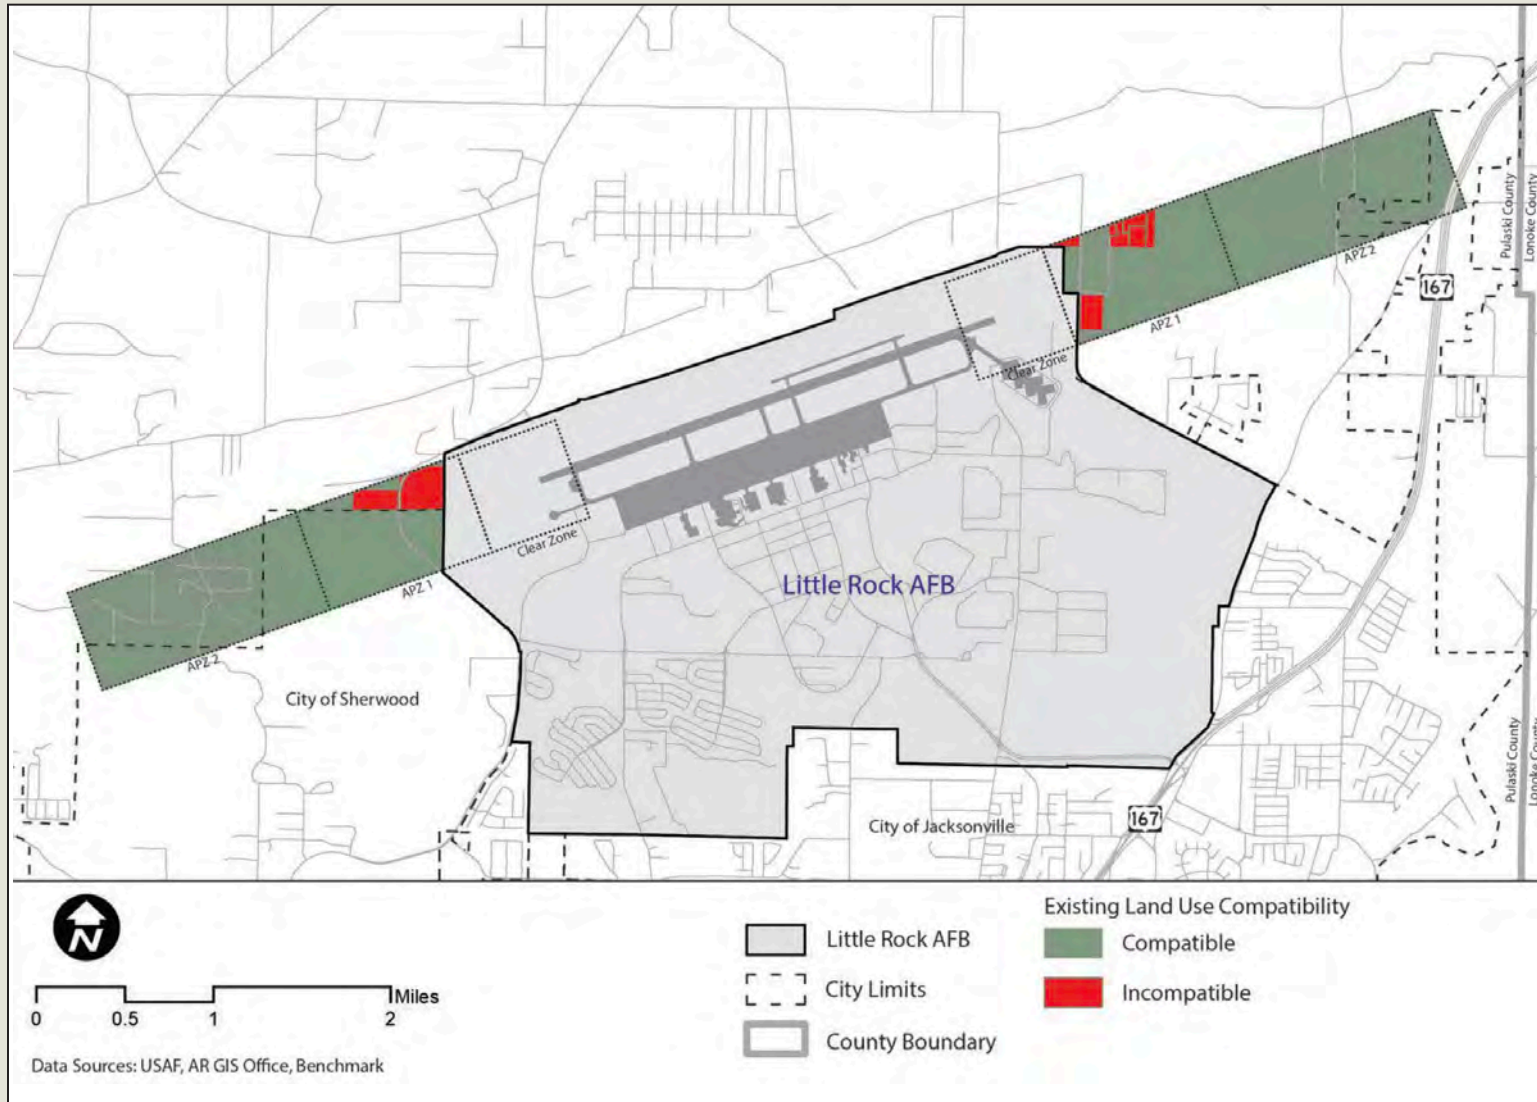 Pulaski County
Lonoke County
APZ 2
167
APZ 1
Clear Zone
Clear Zone
APZ 1
Little Rock AFB
APZ 2
City of Sherwood
Pulaski County
Lonoke County
City of Jacksonville
167
N
Existing Land Use Compatibility
Little Rock AFB
Compatible
City Limits
Incompatible
County Boundary
Miles
0 0.5 1 2
Data Sources: USAF, AR GIS Office, Benchmark